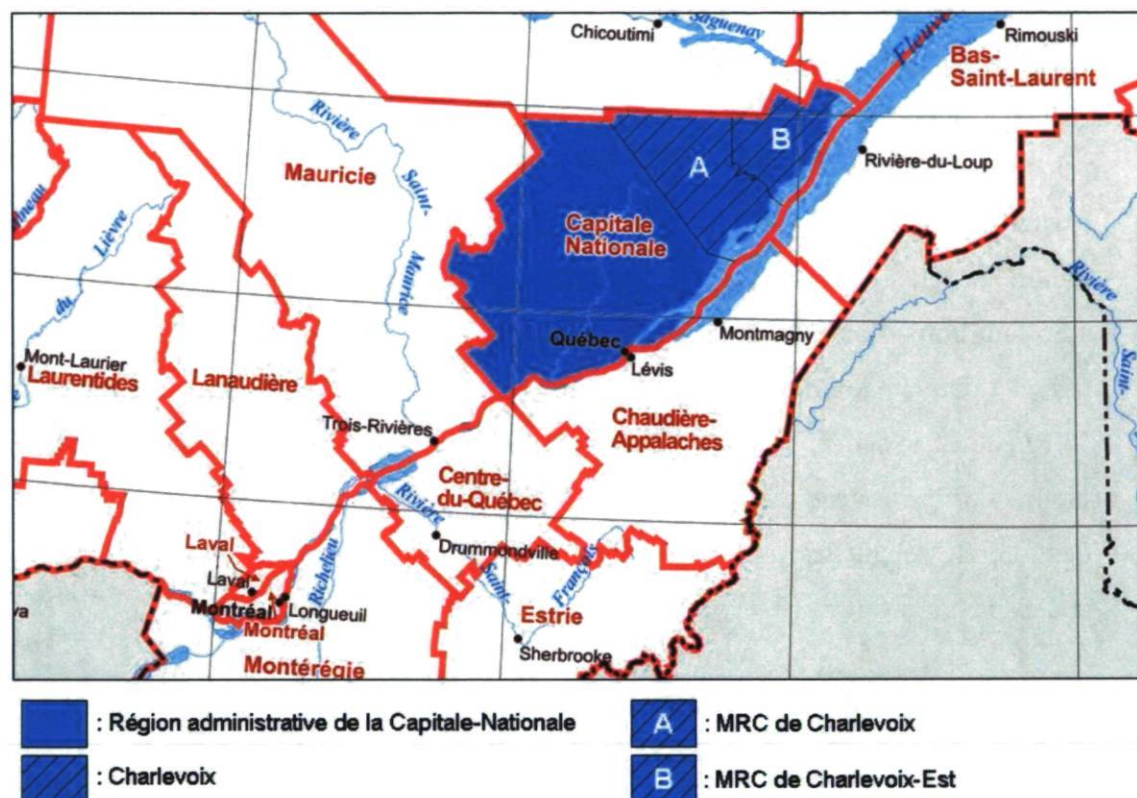 Chicoutimi
Saguenay
Fleuve
Rimouski
Bas-
Saint-Laurent
Rivière
Saint-
Maurice
Mauricie
A
B
Rivière-du-Loup
Capitale
Nationale
Lièvre
du
Rivière
Saint-
Québec
Lévis
Montmagny
Mont-Laurier
Laurentides
Lanaudière
Chaudière-
Appalaches
Trois-Rivières
Centre-
du-Québec
Rivière
Saint-
François
Drummondville
Richelieu
Laval
Laval
Montréal
Longueuil
Montréal
Estrie
Sherbrooke
Montérégie
: Région administrative de la Capitale-Nationale
A : MRC de Charlevoix
: Charlevoix
B : MRC de Charlevoix-Est